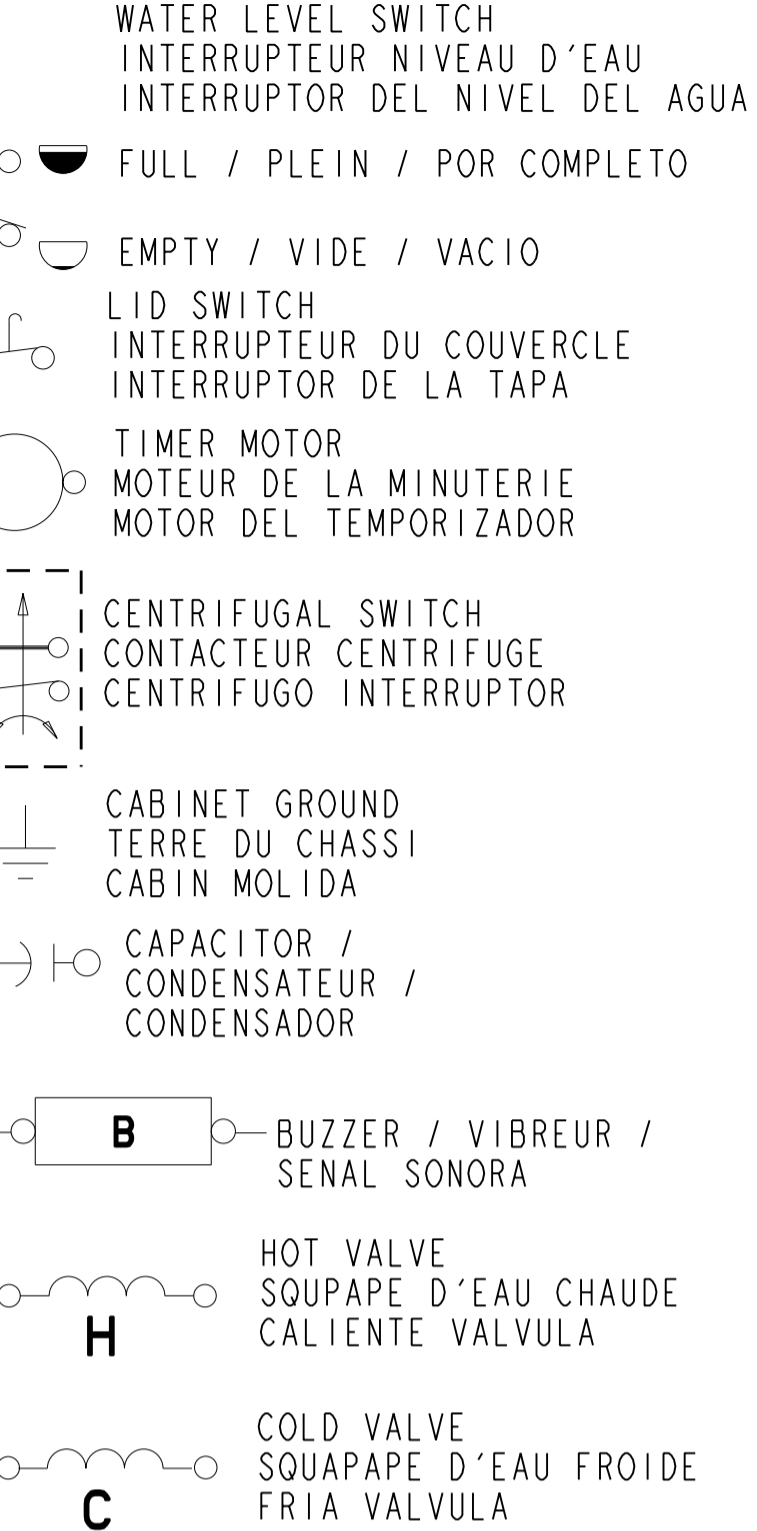 WATER LEVEL SWITCH
INTERRUPTEUR NIVEAU D'EAU
INTERRUPTOR DEL NIVEL DEL AGUA
FULL / PLEIN / POR COMPLETO
EMPTY / VIDE / VACIO
LID SWITCH
INTERRUPTEUR DU COUVERCLE
INTERRUPTOR DE LA TAPA
TIMER MOTOR
MOTEUR DE LA MINUTERIE
MOTOR DEL TEMPORIZADOR
CENTRIFUGAL SWITCH
CONTACTEUR CENTRIFUGE
CENTRIFUGO INTERRUPTOR
CABINET GROUND
TERRE DU CHASSI
CABIN MOLIDA
CAPACITOR /
CONDENSATEUR /
CONDENSADOR
B
BUZZER / VIBREUR /
SENAL SONORA
HOT VALVE
SQUPAPE D'EAU CHAUDE
CALIENTE VALVULA
H
COLD VALVE
SQUAPAPE D'EAU FROIDE
FRIA VALVULA
C